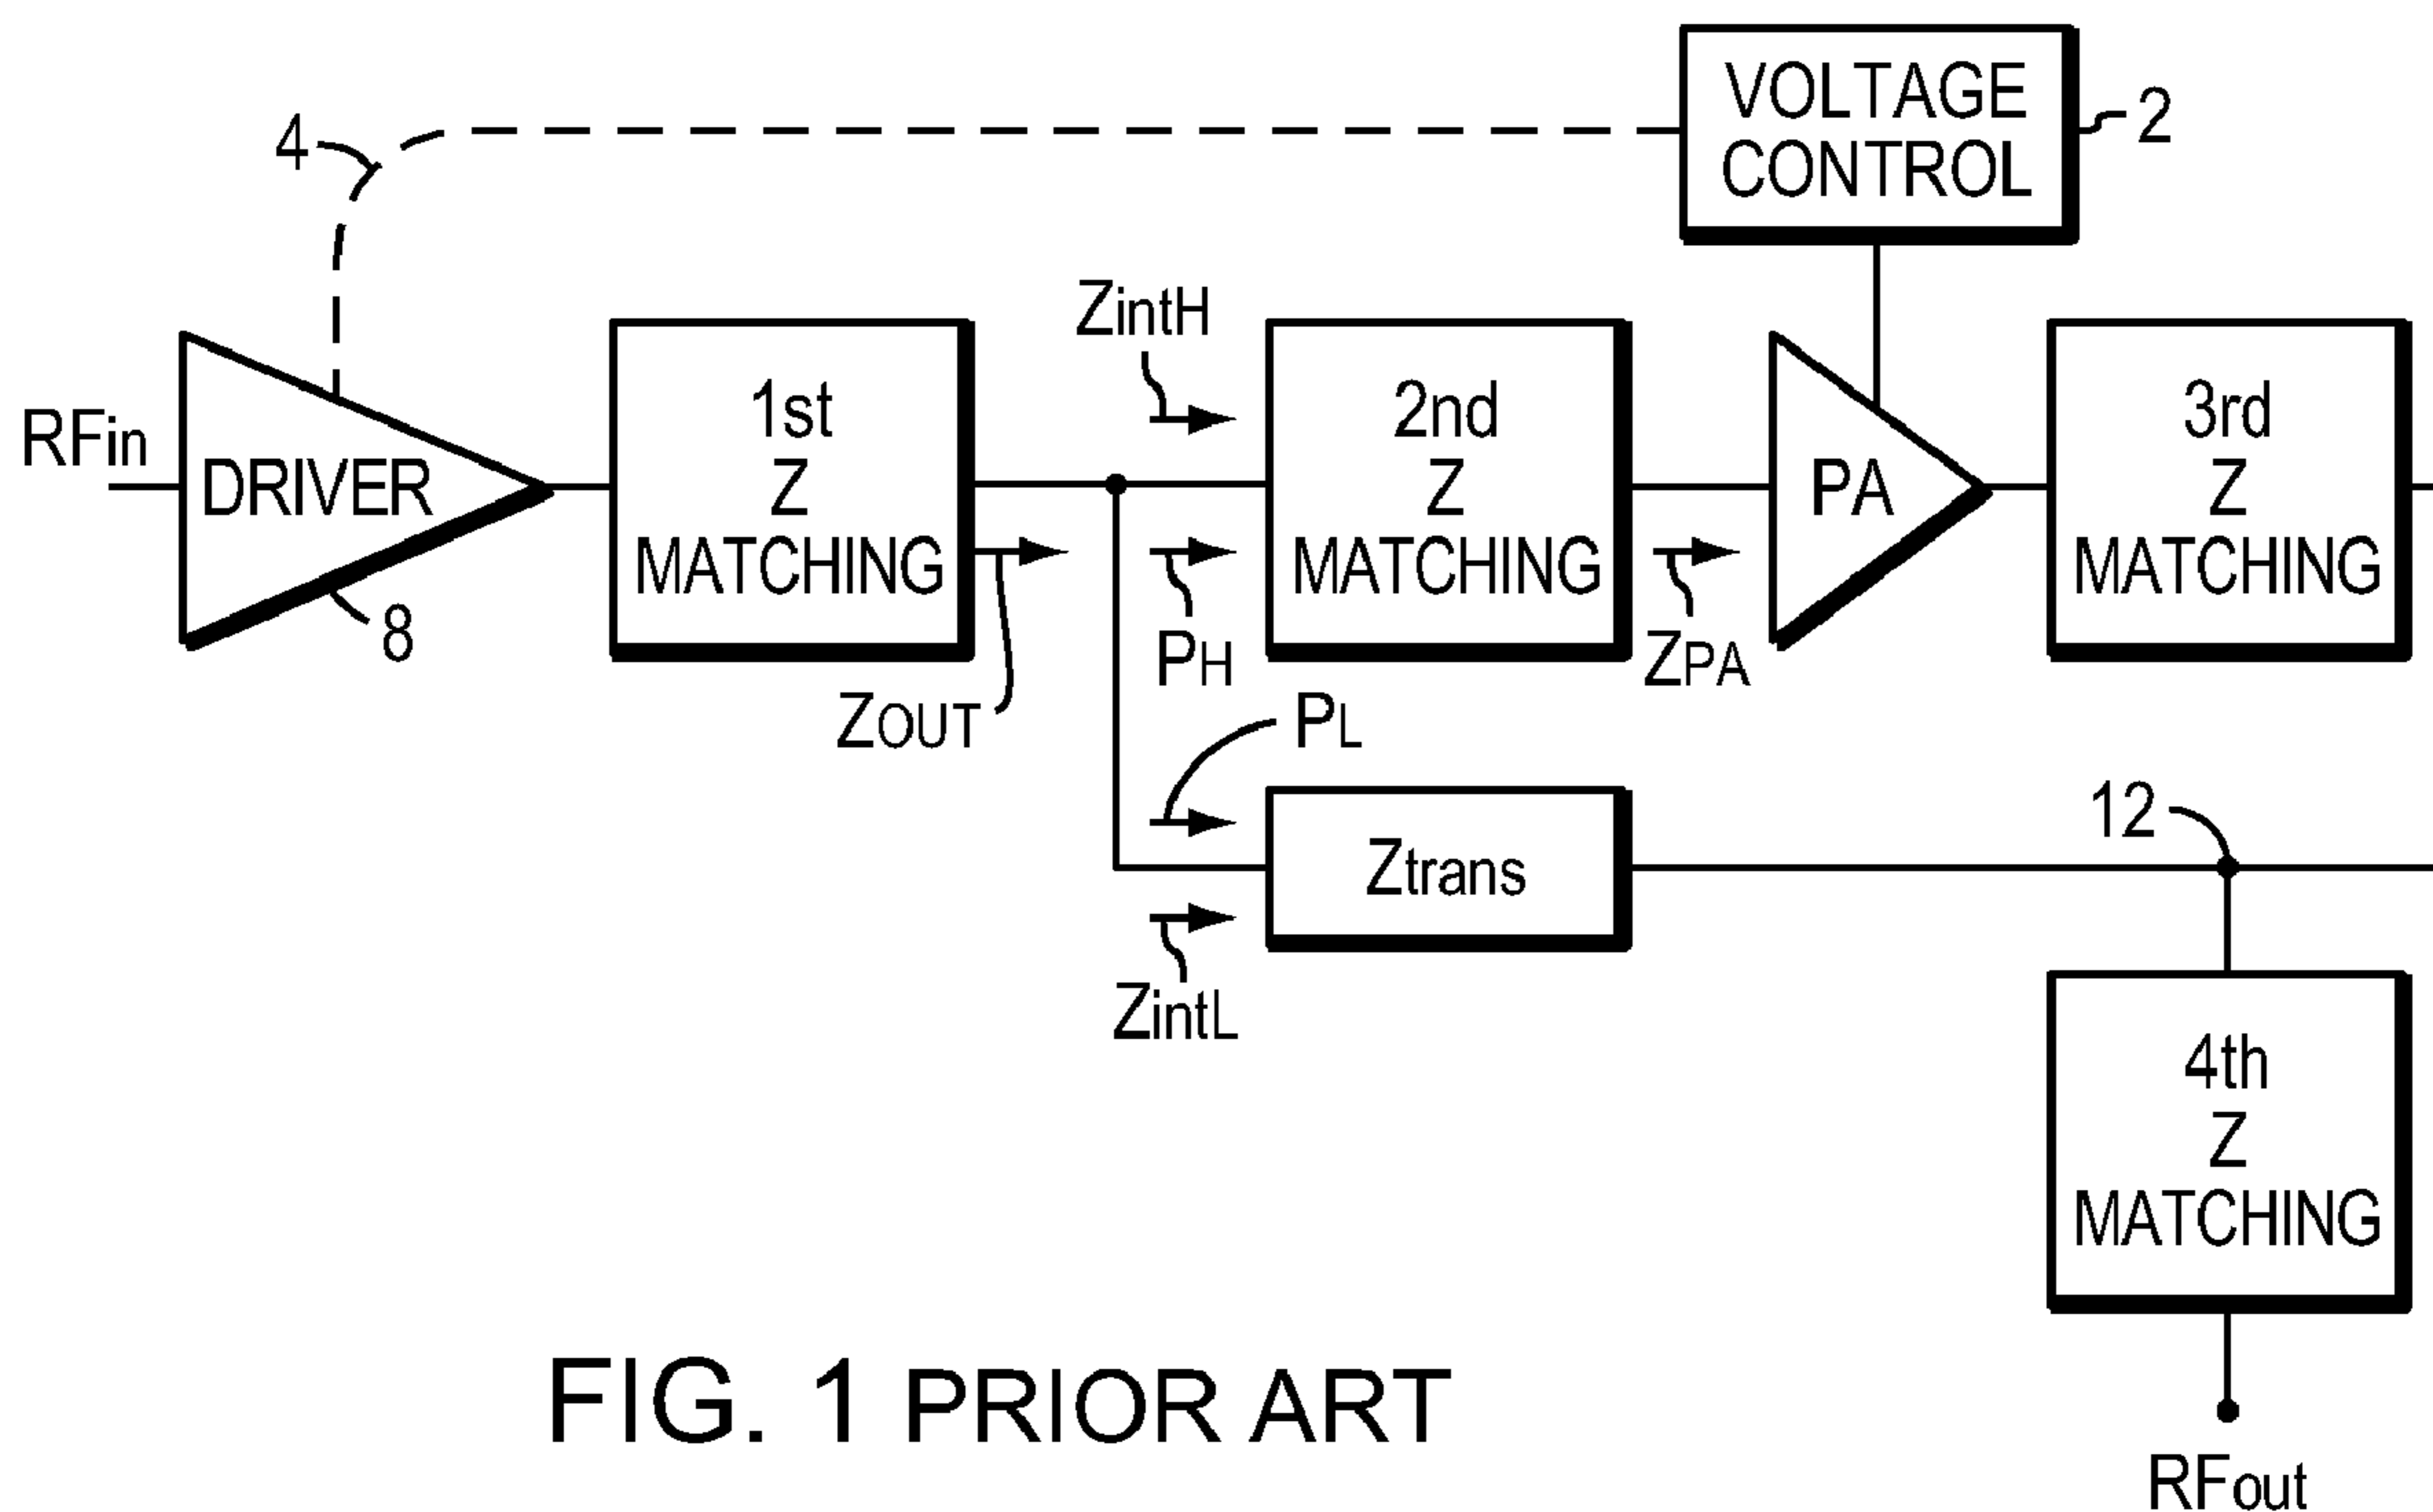 VOLTAGE
CONTROL
2
4
ZintH
RFin
DRIVER
8
1st
Z
MATCHING
2nd
Z
MATCHING
PA
3rd
Z
MATCHING
ZOUT
PH
ZPA
PL
Ztrans
12
ZintL
4th
Z
MATCHING
FIG. 1 PRIOR ART
RFout